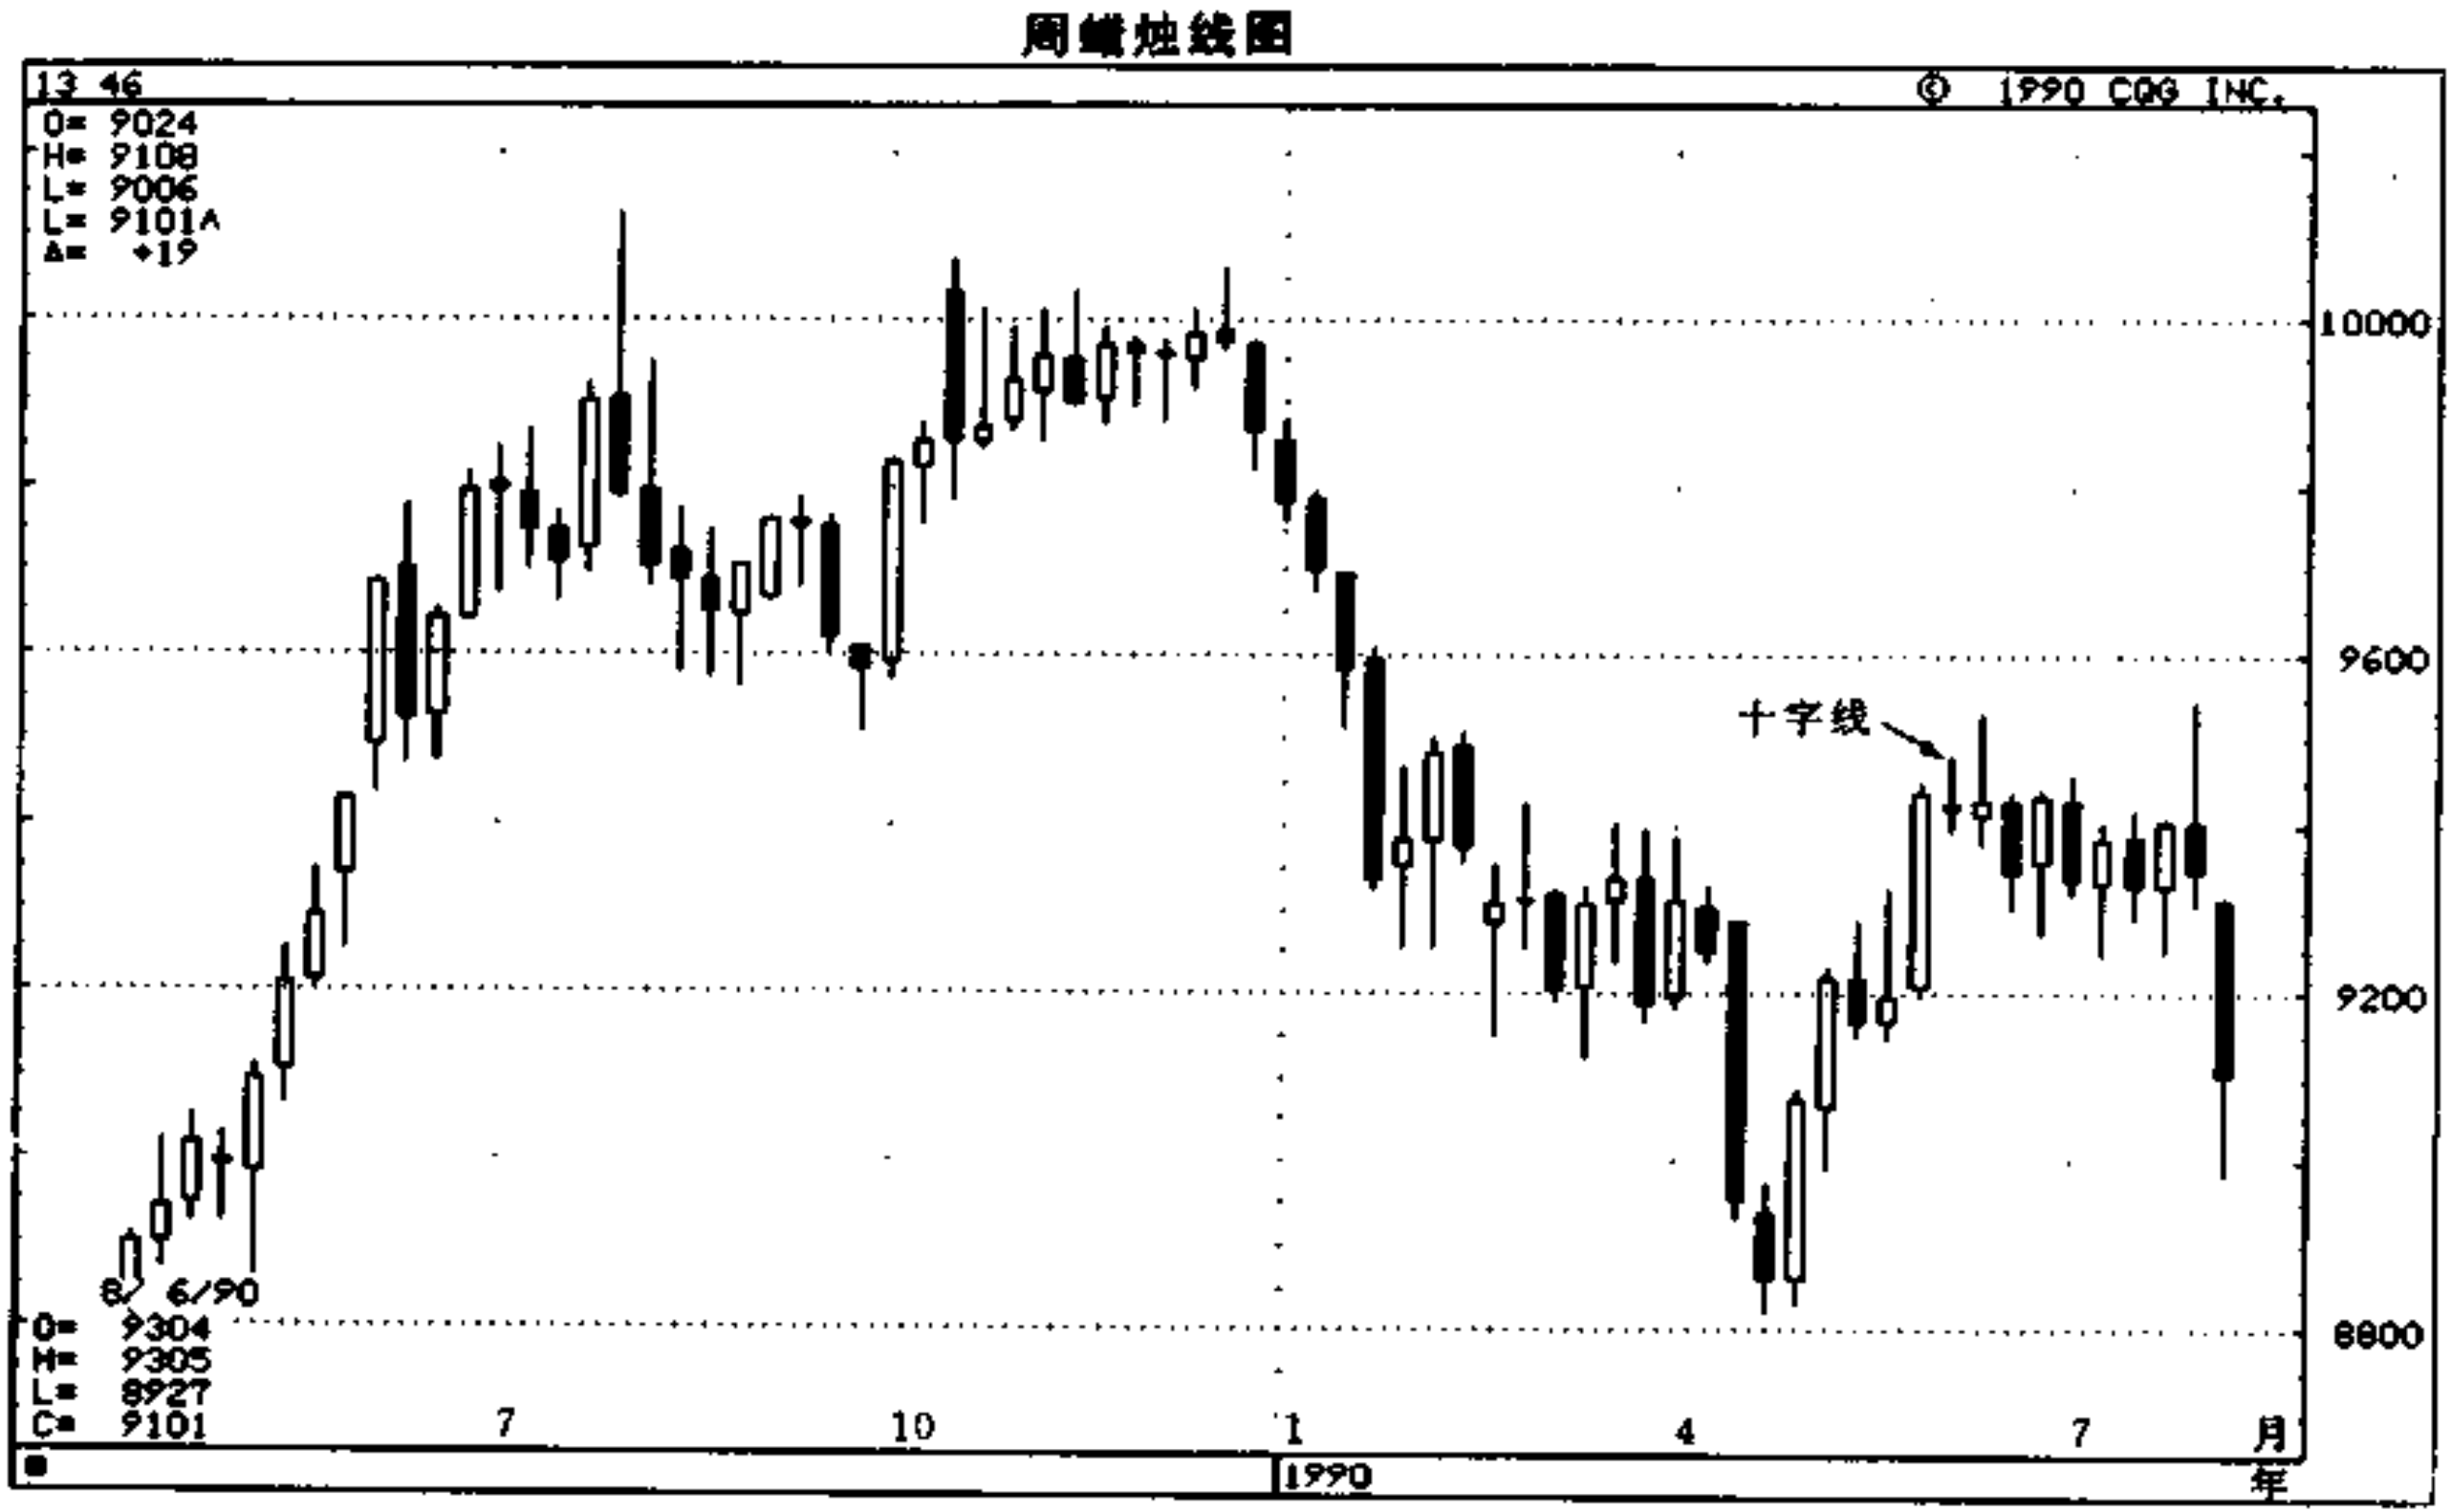 周蜡烛线图
13 46
© 1990 CQG INC.
O= 9024
H= 9108
L= 9006
L= 9101A
Δ= +19
10000
9600
十字线
9200
8/ 6/90
O= 9304
H= 9305
8800
L= 8927
C= 9101
7 10 1 4 7 月
1990 年